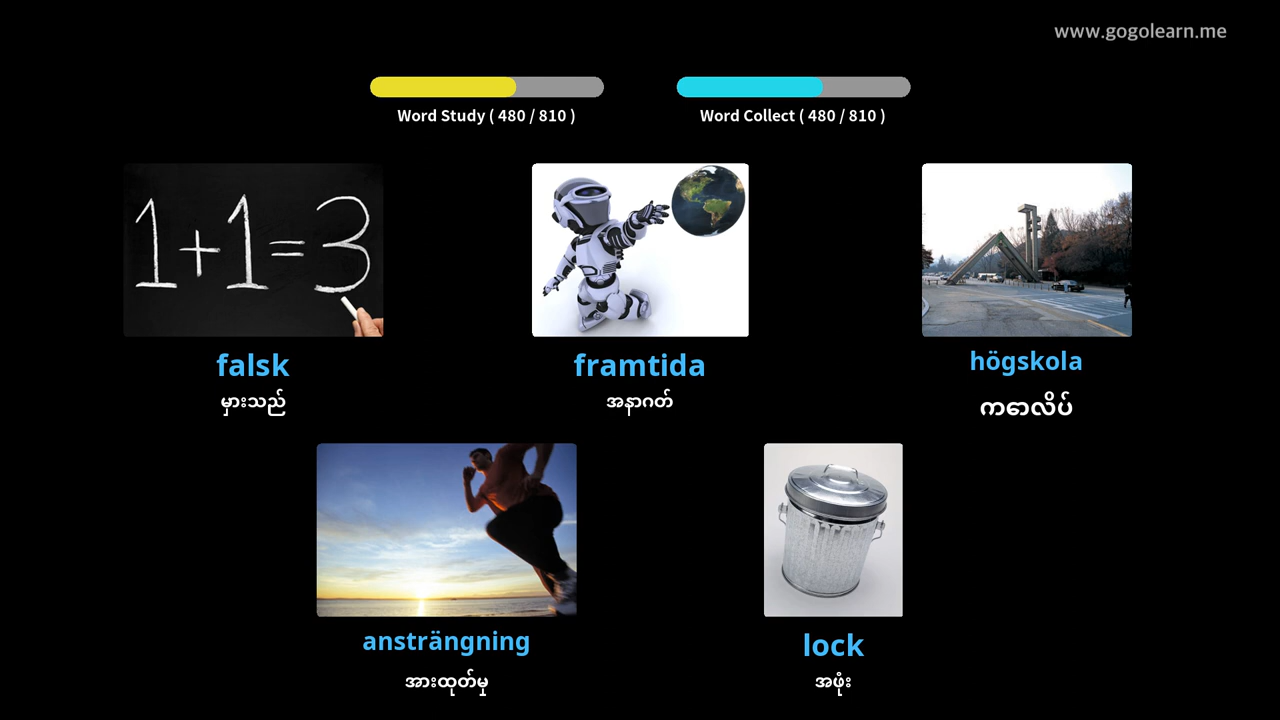 www.gogolearn.me
Word Study ( 480 / 810 )
Word Collect ( 480 / 810 )
1+1=3
falsk
မှားသည်
framtida
အနာဂတ်
högskola
ကောလိပ်
ansträngning
အားထုတ်မှု
lock
အဖုံး